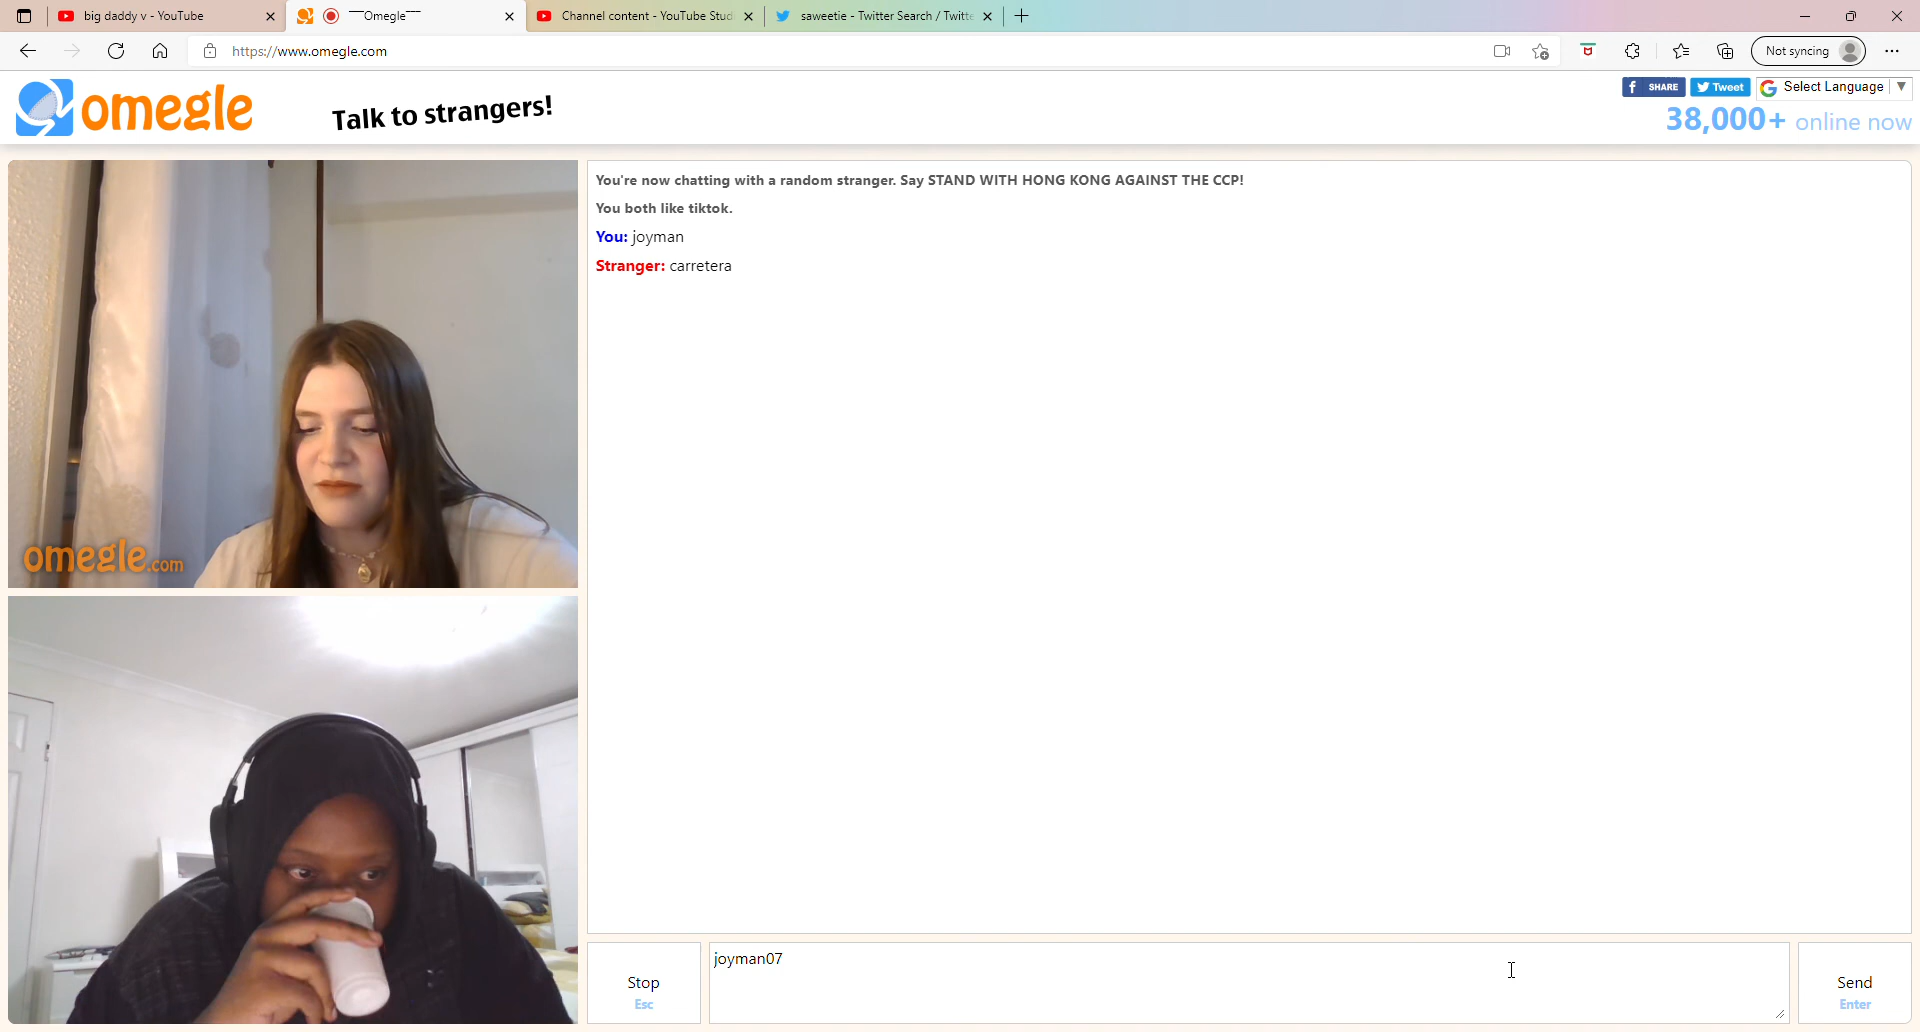 big daddy v - YouTube
Omegle
Channel content - YouTube Stud
saweetie - Twitter Search / Twitte
https://www.omegle.com
Not syncing
omegle
Talk to strangers!
SHARE
Tweet
Select Language
38,000+ online now
You're now chatting with a random stranger. Say STAND WITH HONG KONG AGAINST THE CCP!
You both like tiktok.
You: joyman
Stranger: carretera
omegle.com
Stop
Esc
joyman07
Send
Enter